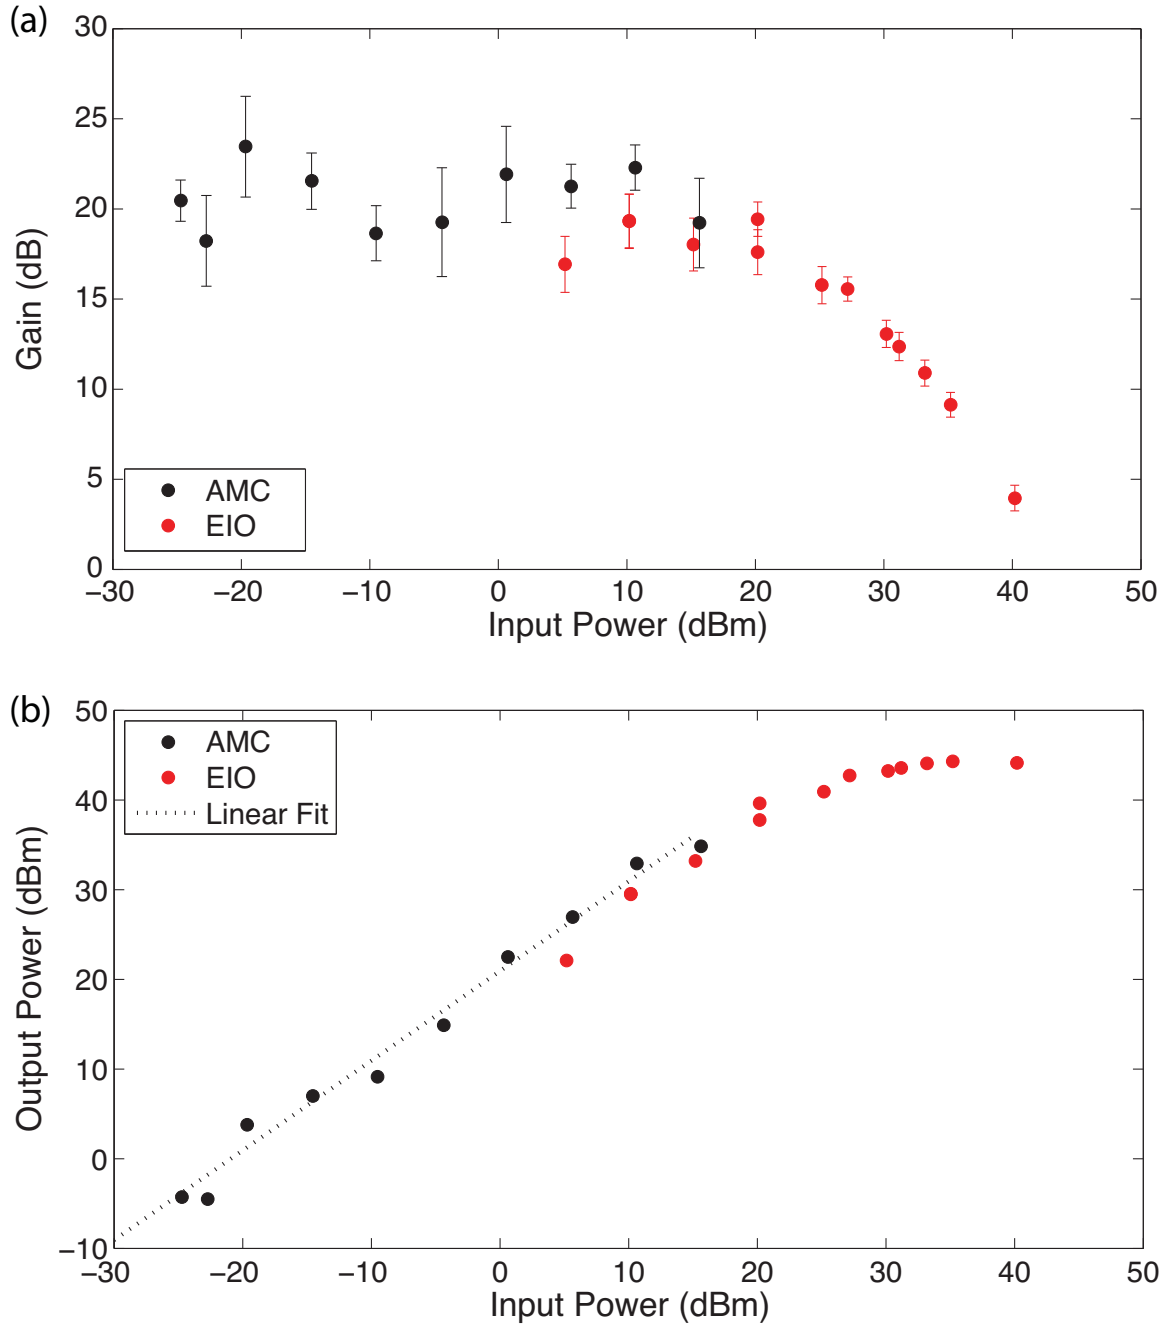 (a)
30
25
20
15
10
5
0
Gain (dB)
AMC
EIO
−30 −20 −10 0 10 20 30 40 50
Input Power (dBm)
(b)
50
40
30
20
10
0
−10
Output Power (dBm)
AMC
EIO
Linear Fit
−30 −20 −10 0 10 20 30 40 50
Input Power (dBm)